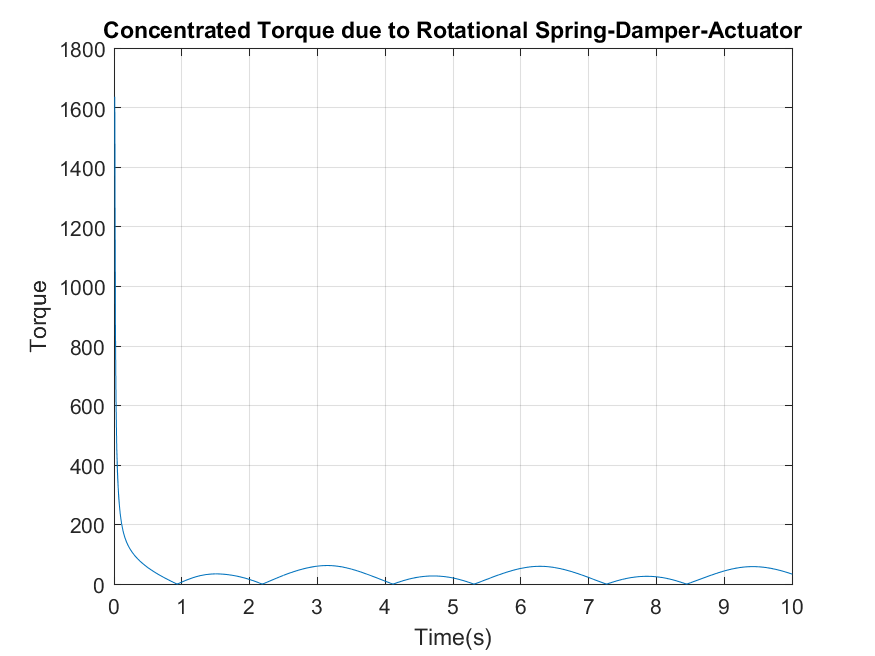 Concentrated Torque due to Rotational Spring-Damper-Actuator
1800
1600
1400
1200
1000
800
600
400
200
0
Torque
0 1 2 3 4 5 6 7 8 9 10
Time(s)